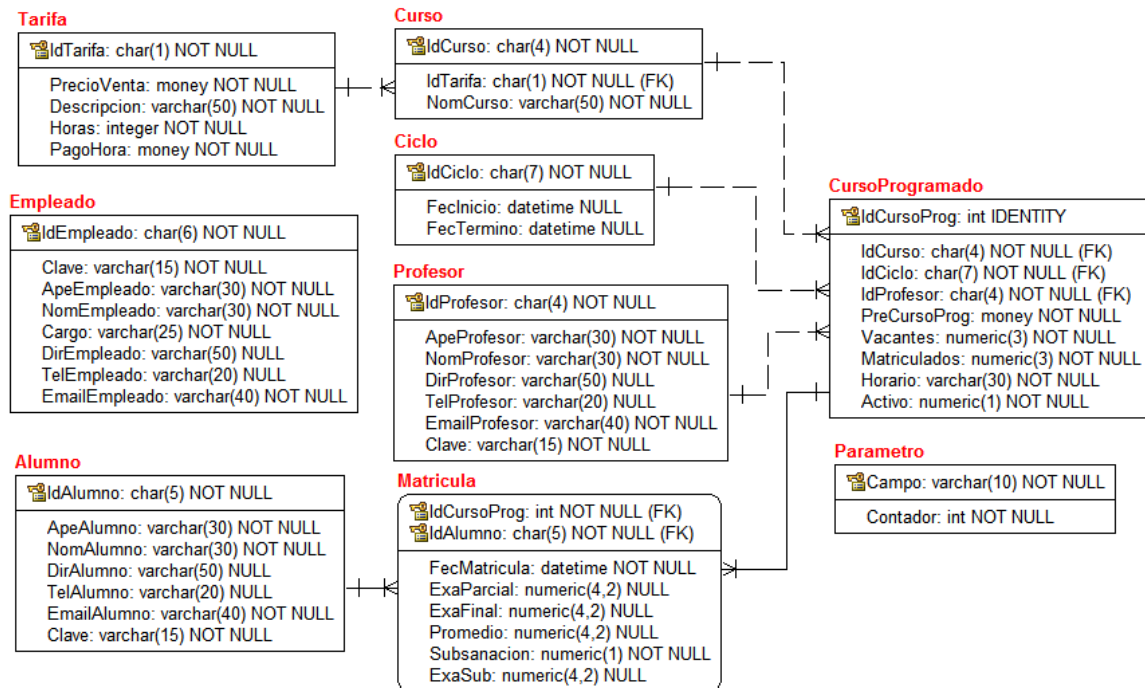 Tarifa
IdTarifa: char(1) NOT NULL
PrecioVenta: money NOT NULL
Descripcion: varchar(50) NOT NULL
Horas: integer NOT NULL
PagoHora: money NOT NULL
Curso
IdCurso: char(4) NOT NULL
IdTarifa: char(1) NOT NULL (FK)
NomCurso: varchar(50) NOT NULL
Ciclo
IdCiclo: char(7) NOT NULL
FecInicio: datetime NULL
FecTermino: datetime NULL
Empleado
IdEmpleado: char(6) NOT NULL
Clave: varchar(15) NOT NULL
ApeEmpleado: varchar(30) NOT NULL
NomEmpleado: varchar(30) NOT NULL
Cargo: varchar(25) NOT NULL
DirEmpleado: varchar(50) NULL
TelEmpleado: varchar(20) NULL
EmailEmpleado: varchar(40) NOT NULL
Profesor
IdProfesor: char(4) NOT NULL
ApeProfesor: varchar(30) NOT NULL
NomProfesor: varchar(30) NOT NULL
DirProfesor: varchar(50) NULL
TelProfesor: varchar(20) NULL
EmailProfesor: varchar(40) NOT NULL
Clave: varchar(15) NOT NULL
CursoProgramado
IdCursoProg: int IDENTITY
IdCurso: char(4) NOT NULL (FK)
IdCiclo: char(7) NOT NULL (FK)
IdProfesor: char(4) NOT NULL (FK)
PreCursoProg: money NOT NULL
Vacantes: numeric(3) NOT NULL
Matriculados: numeric(3) NOT NULL
Horario: varchar(30) NOT NULL
Activo: numeric(1) NOT NULL
Alumno
IdAlumno: char(5) NOT NULL
ApeAlumno: varchar(30) NOT NULL
NomAlumno: varchar(30) NOT NULL
DirAlumno: varchar(50) NULL
TelAlumno: varchar(20) NULL
EmailAlumno: varchar(40) NOT NULL
Clave: varchar(15) NOT NULL
Matricula
IdCursoProg: int NOT NULL (FK)
IdAlumno: char(5) NOT NULL (FK)
FecMatricula: datetime NOT NULL
ExaParcial: numeric(4,2) NULL
ExaFinal: numeric(4,2) NULL
Promedio: numeric(4,2) NULL
Subsanacion: numeric(1) NOT NULL
ExaSub: numeric(4,2) NULL
Parametro
Campo: varchar(10) NOT NULL
Contador: int NOT NULL